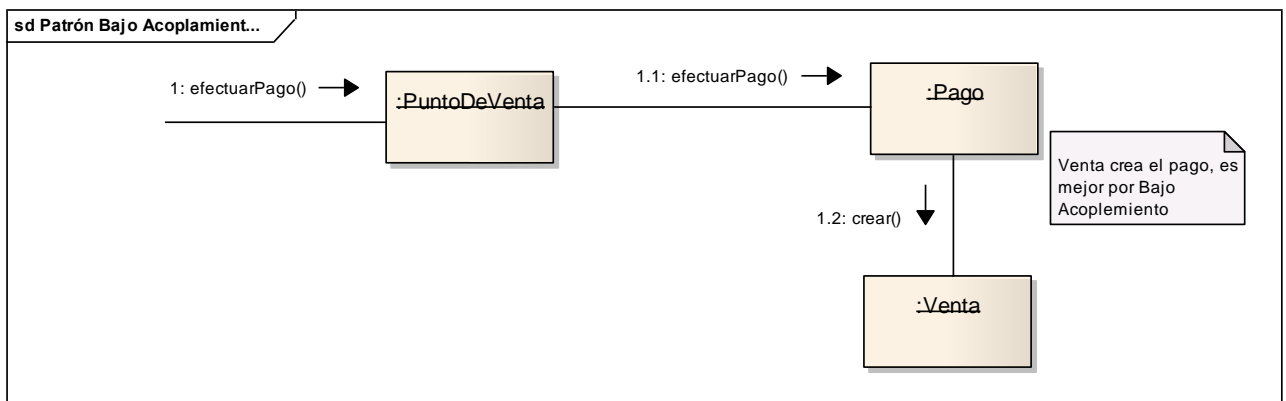 sd Patrón Bajo Acoplamient...
1: efectuarPago()
:PuntoDeVenta
1.1: efectuarPago()
:Pago
Venta crea el pago, es
mejor por Bajo
Acoplemiento
1.2: crear()
:Venta